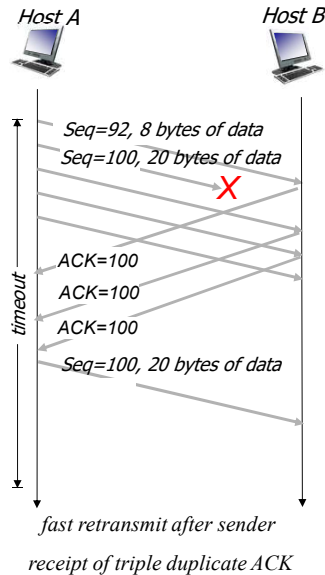 Host A
Host B
Seq=92, 8 bytes of data
Seq=100, 20 bytes of data
X
timeout
ACK=100
ACK=100
ACK=100
Seq=100, 20 bytes of data
fast retransmit after sender
receipt of triple duplicate ACK